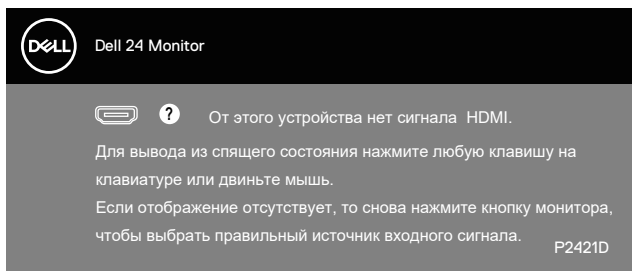 DELL
Dell 24 Monitor
? От этого устройства нет сигнала HDMI.
Для вывода из спящего состояния нажмите любую клавишу на
клавиатуре или двиньте мышь.
Если отображение отсутствует, то снова нажмите кнопку монитора,
чтобы выбрать правильный источник входного сигнала.
P2421D